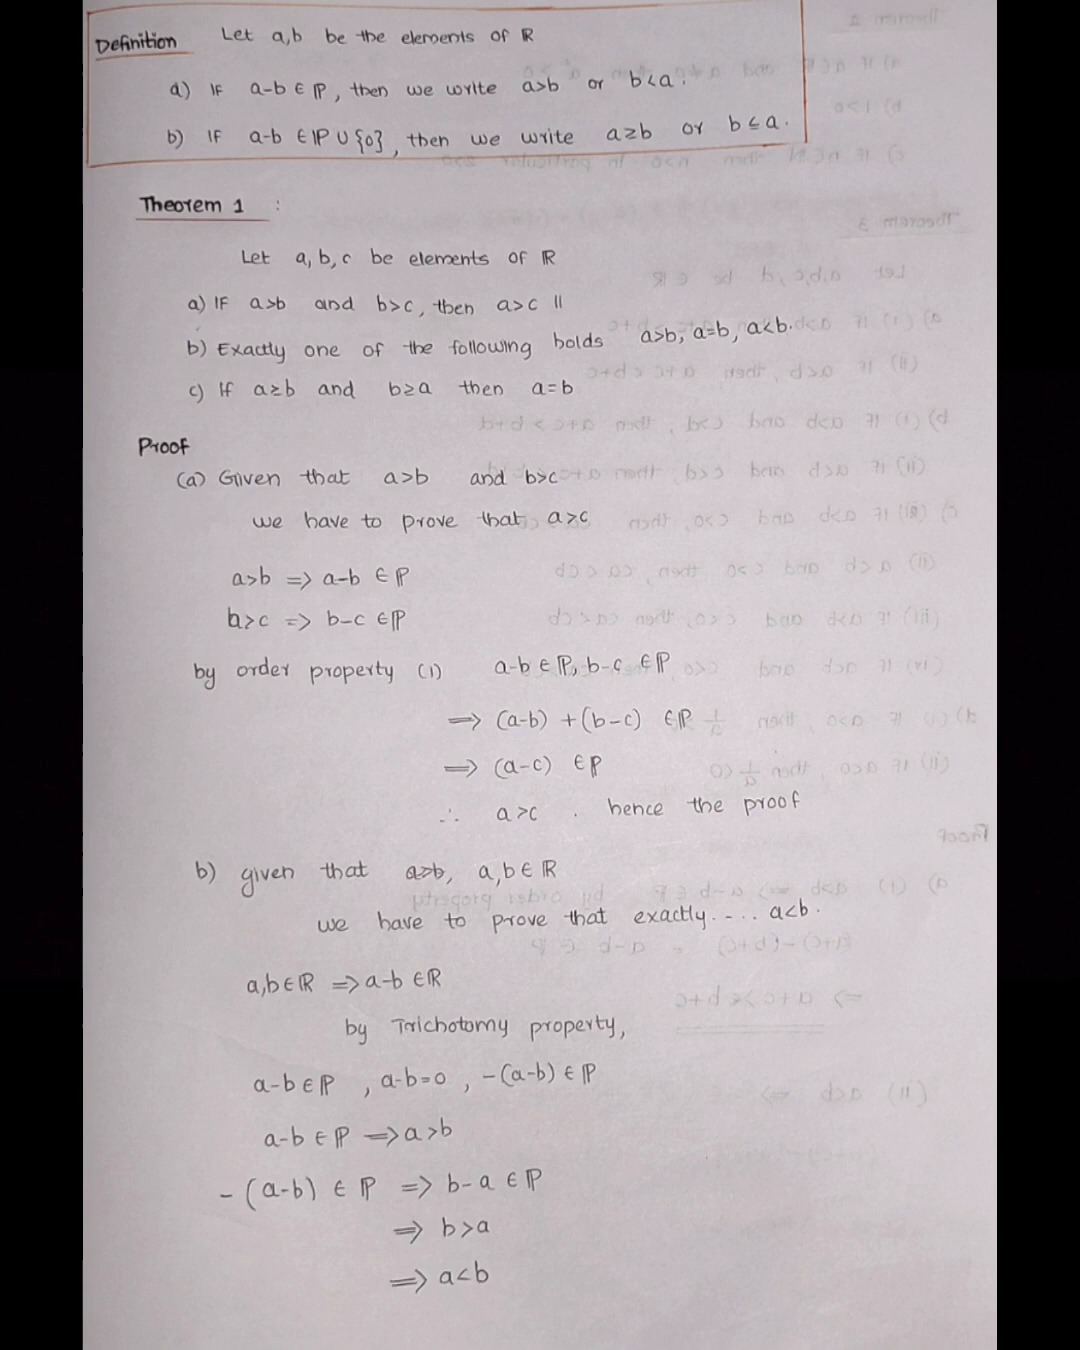 Definition Let a,b be the elements of ℝ
a) IF a-b ∈ ℙ, then we write a>b or b<a.
b) IF a-b ∈ ℙ ∪ {0}, then we write a≥b or b≤a.
Theorem 1 :
Let a, b, c be elements of ℝ
a) IF a>b and b>c, then a>c ||
b) Exactly one of the following holds a>b, a=b, a<b.
c) If a≥b and b≥a then a=b
Proof
(a) Given that a>b and b>c
we have to prove that a>c
a>b => a-b ∈ ℙ
b>c => b-c ∈ ℙ
by order property (1) a-b ∈ ℙ, b-c ∈ ℙ
=> (a-b) + (b-c) ∈ ℙ
=> (a-c) ∈ ℙ
∴ a>c . hence the proof
b) given that a>b, a,b ∈ ℝ
we have to prove that exactly.... a<b.
a,b ∈ ℝ => a-b ∈ ℝ
by Trichotomy property,
a-b ∈ ℙ , a-b=0 , -(a-b) ∈ ℙ
a-b ∈ ℙ => a>b
-(a-b) ∈ ℙ => b-a ∈ ℙ
=> b>a
=> a<b